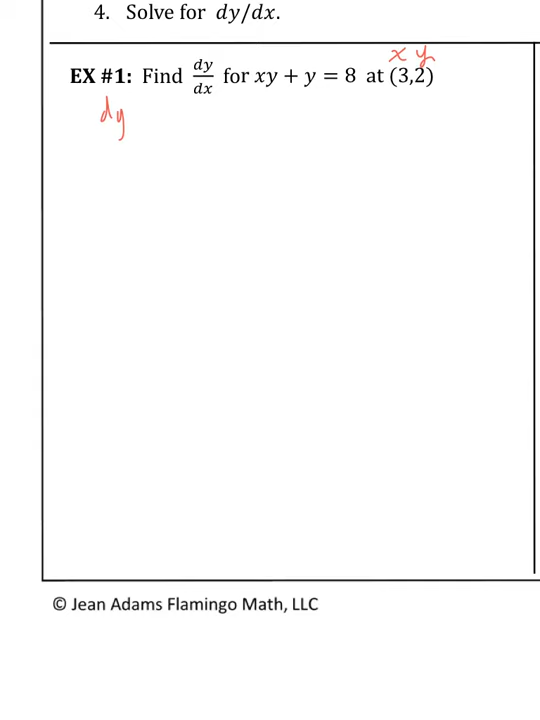 4. Solve for dy/dx.
x y
EX #1: Find dy/dx for xy + y = 8 at (3,2)
dy
© Jean Adams Flamingo Math, LLC